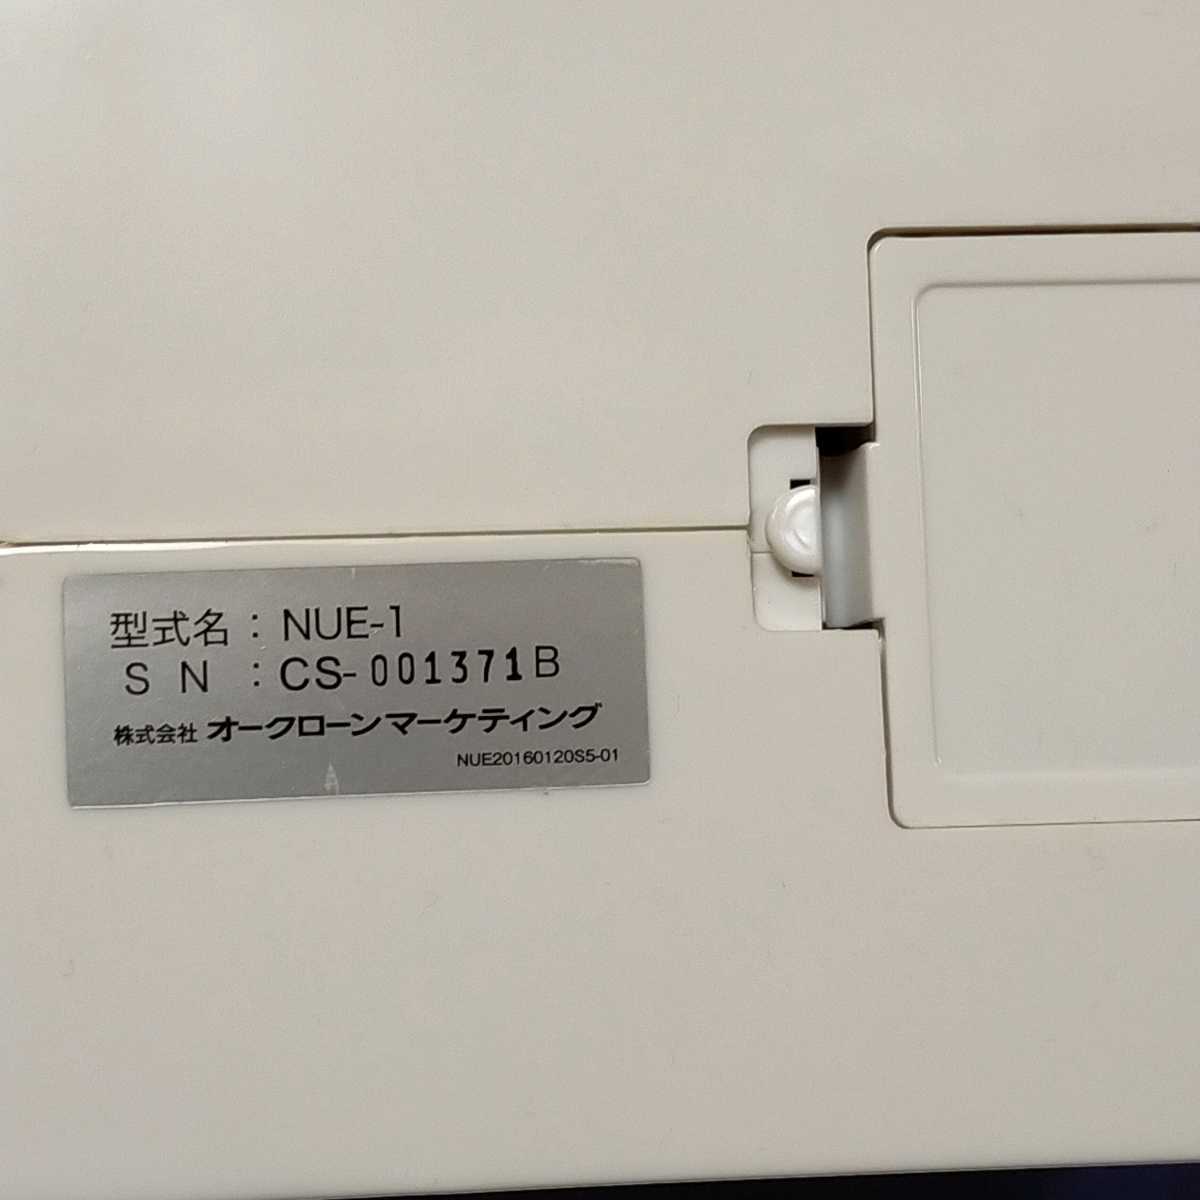 型式名：NUE-1
SN：CS-001371B
株式会社 オークローンマーケティング
NUE20160120S5-01